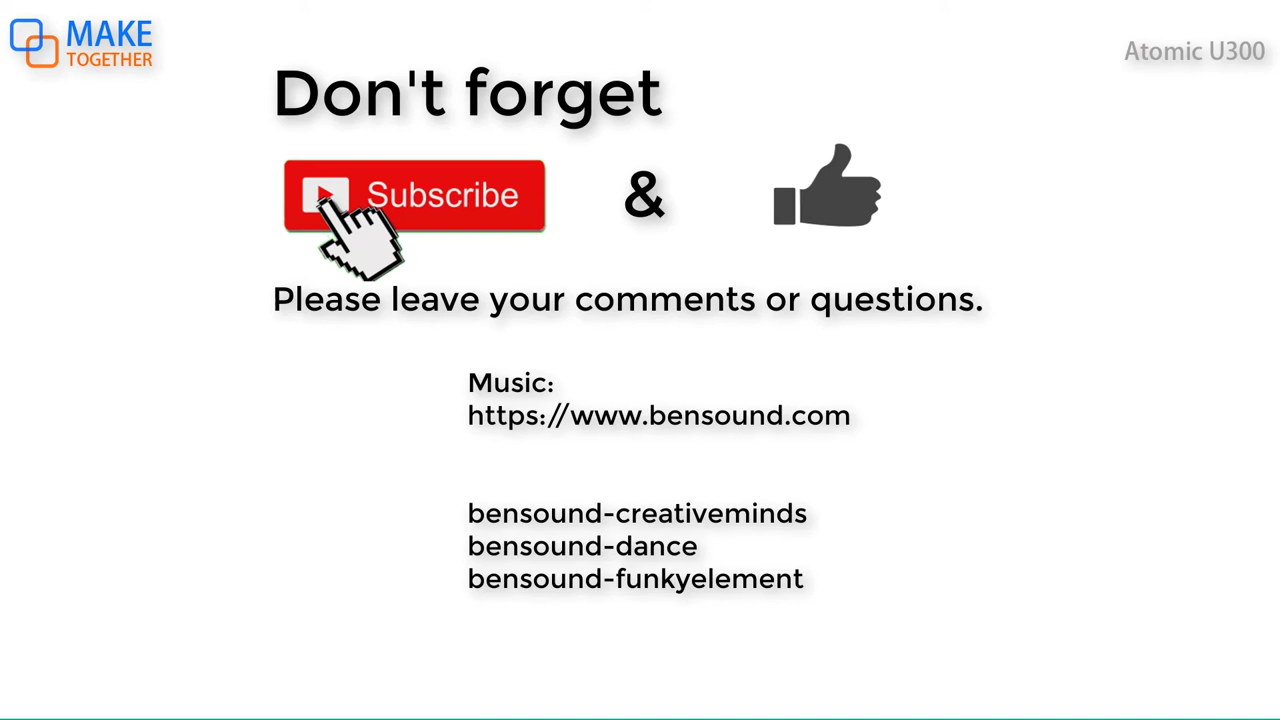 MAKE
TOGETHER
Atomic U300
Don't forget
Subscribe
&
Please leave your comments or questions.
Music:
https://www.bensound.com
bensound-creativeminds
bensound-dance
bensound-funkyelement